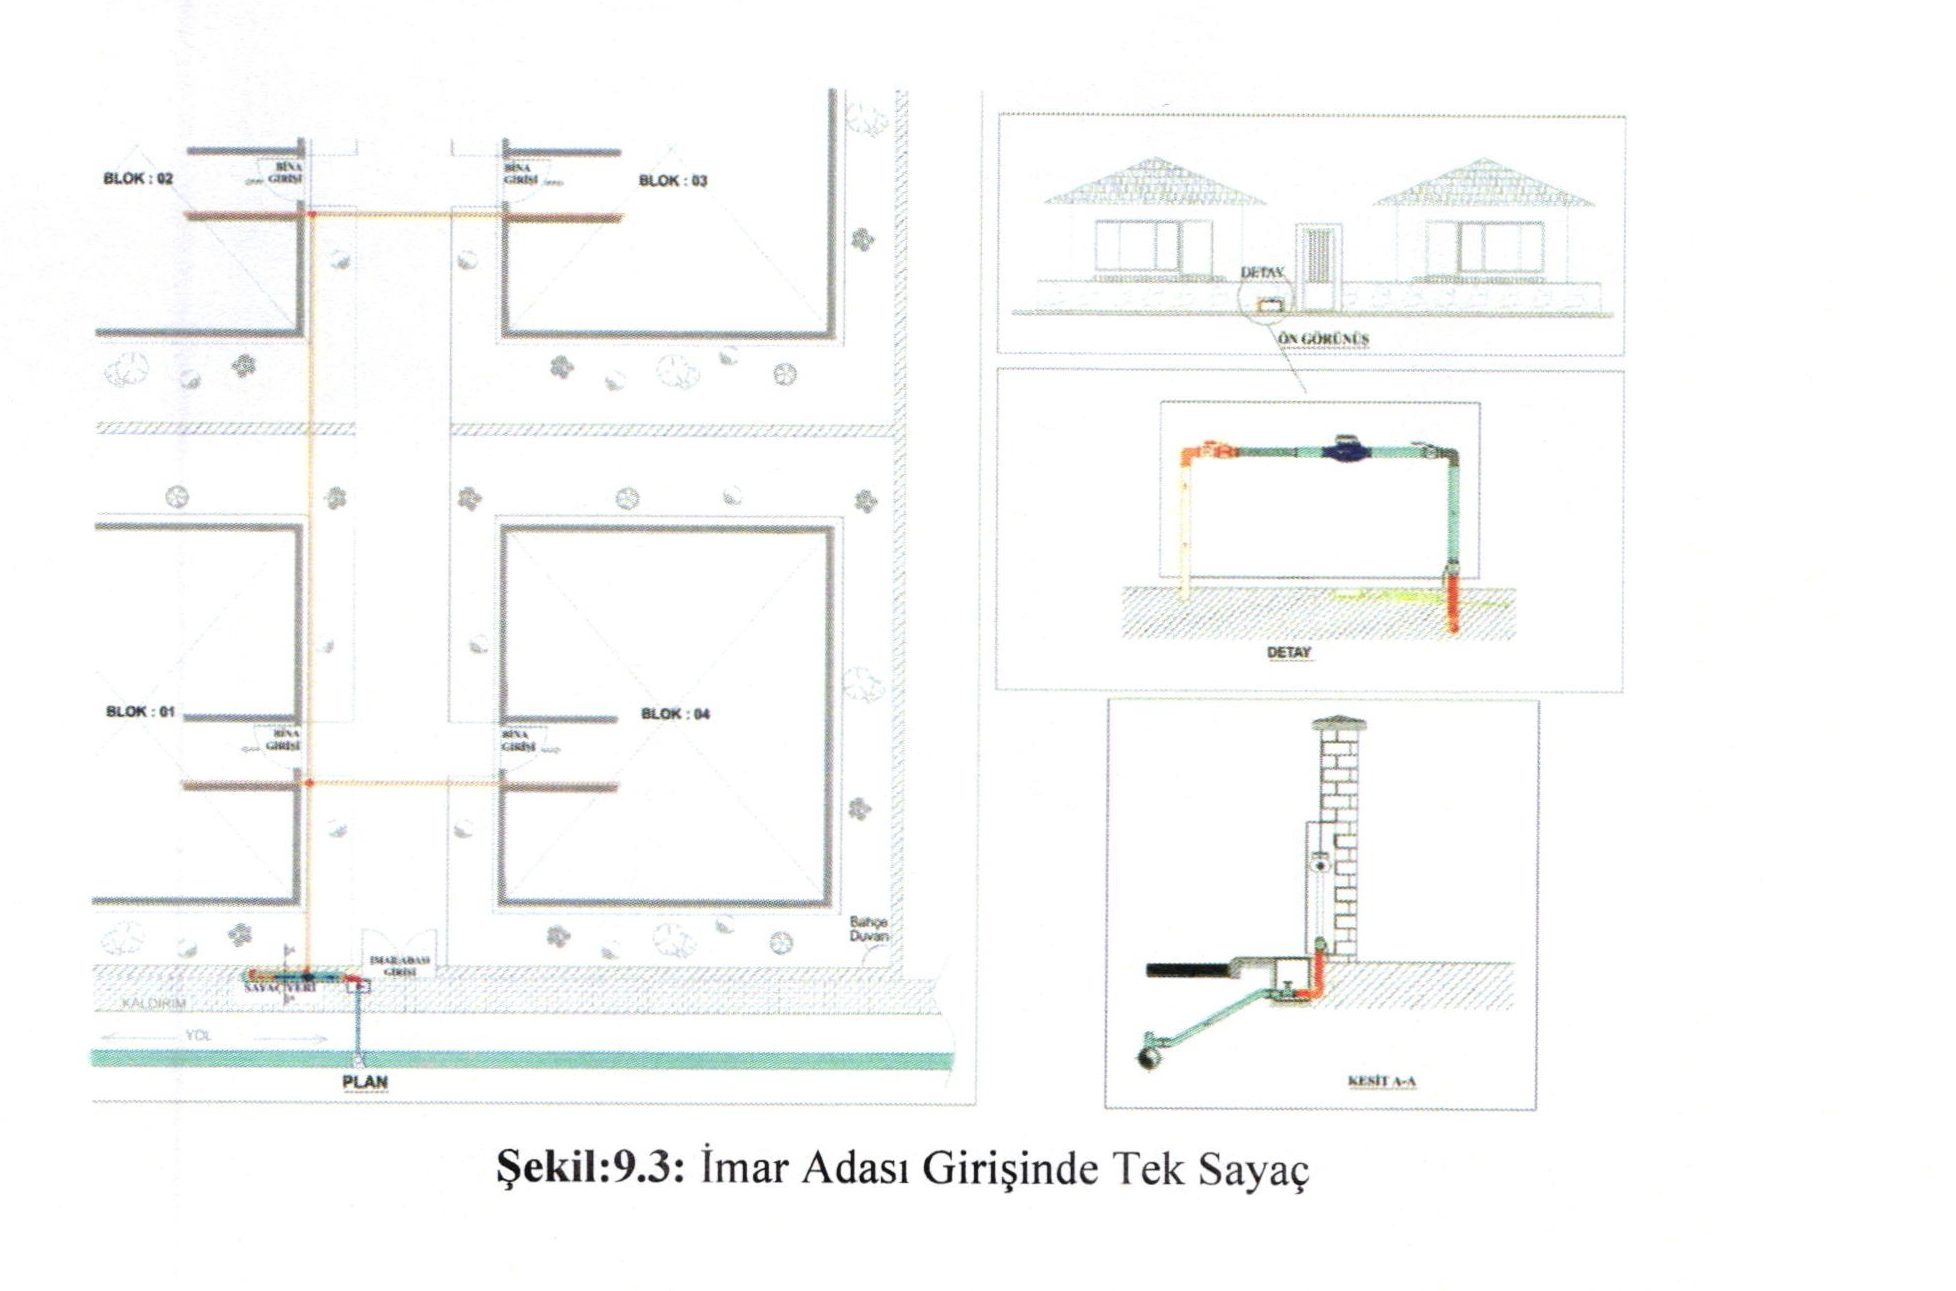 BLOK : 02
BİNA
GİRİŞİ
BİNA
GİRİŞİ
BLOK : 03
BLOK : 01
BİNA
GİRİŞİ
BİNA
GİRİŞİ
BLOK : 04
Bahçe
Duvarı
İMAR ADASI
GİRİŞİ
SAYAÇ YERİ
KALDIRIM
YOL
PLAN
DETAY
ÖN GÖRÜNÜŞ
DETAY
KESİT A-A
Şekil:9.3: İmar Adası Girişinde Tek Sayaç